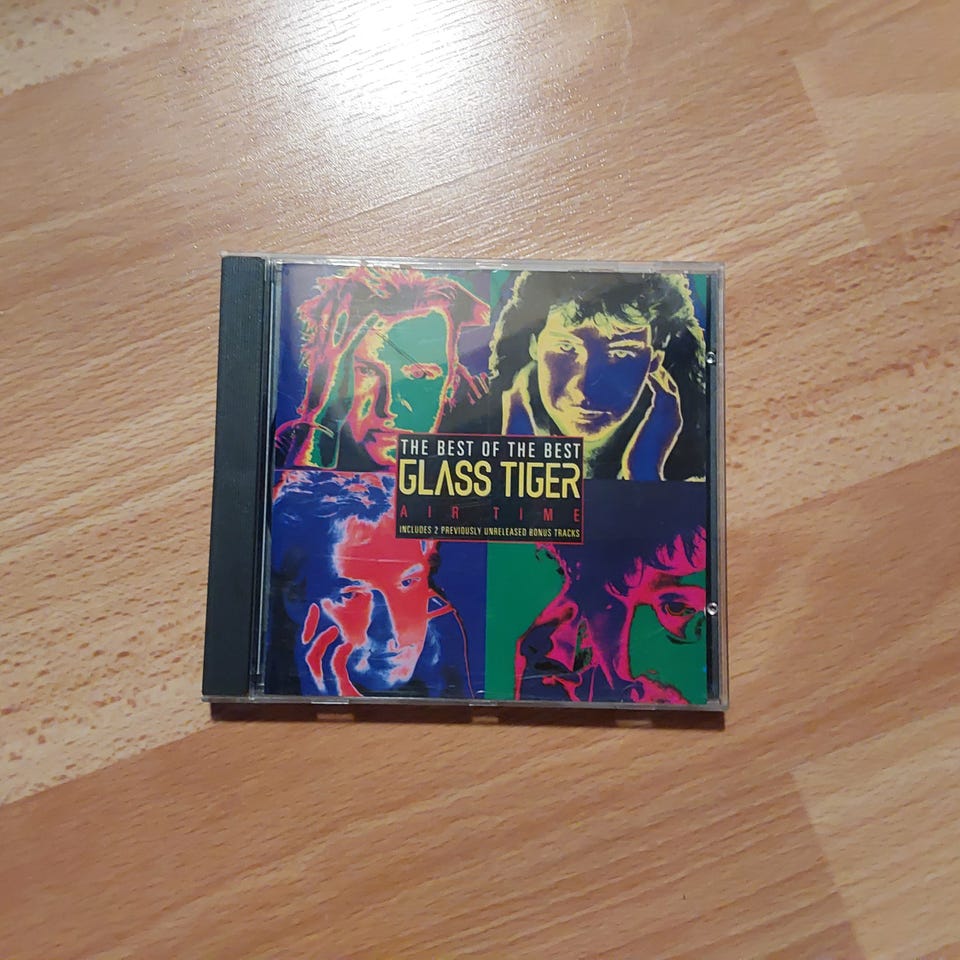 THE BEST OF THE BEST
GLASS TIGER
AIR TIME
INCLUDES 2 PREVIOUSLY UNRELEASED BONUS TRACKS